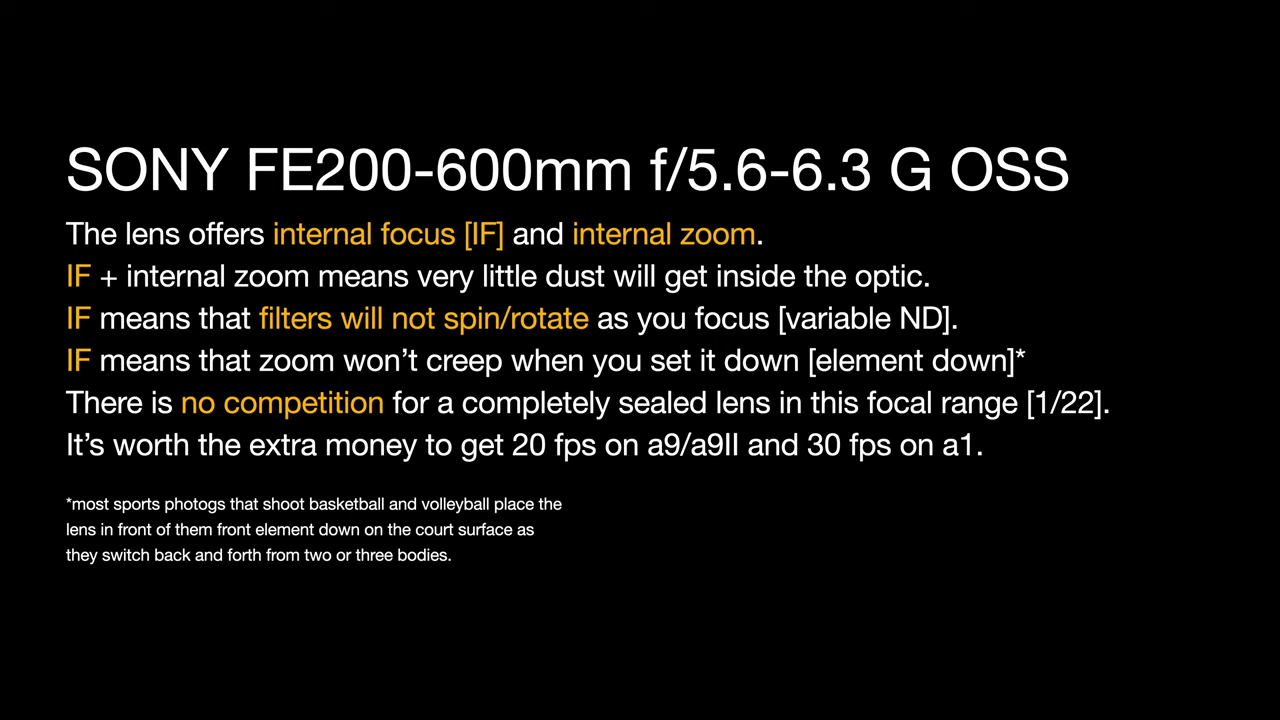 SONY FE200-600mm f/5.6-6.3 G OSS
The lens offers internal focus [IF] and internal zoom.
IF + internal zoom means very little dust will get inside the optic.
IF means that filters will not spin/rotate as you focus [variable ND].
IF means that zoom won’t creep when you set it down [element down]*
There is no competition for a completely sealed lens in this focal range [1/22].
It’s worth the extra money to get 20 fps on a9/a9II and 30 fps on a1.
*most sports photogs that shoot basketball and volleyball place the
lens in front of them front element down on the court surface as
they switch back and forth from two or three bodies.